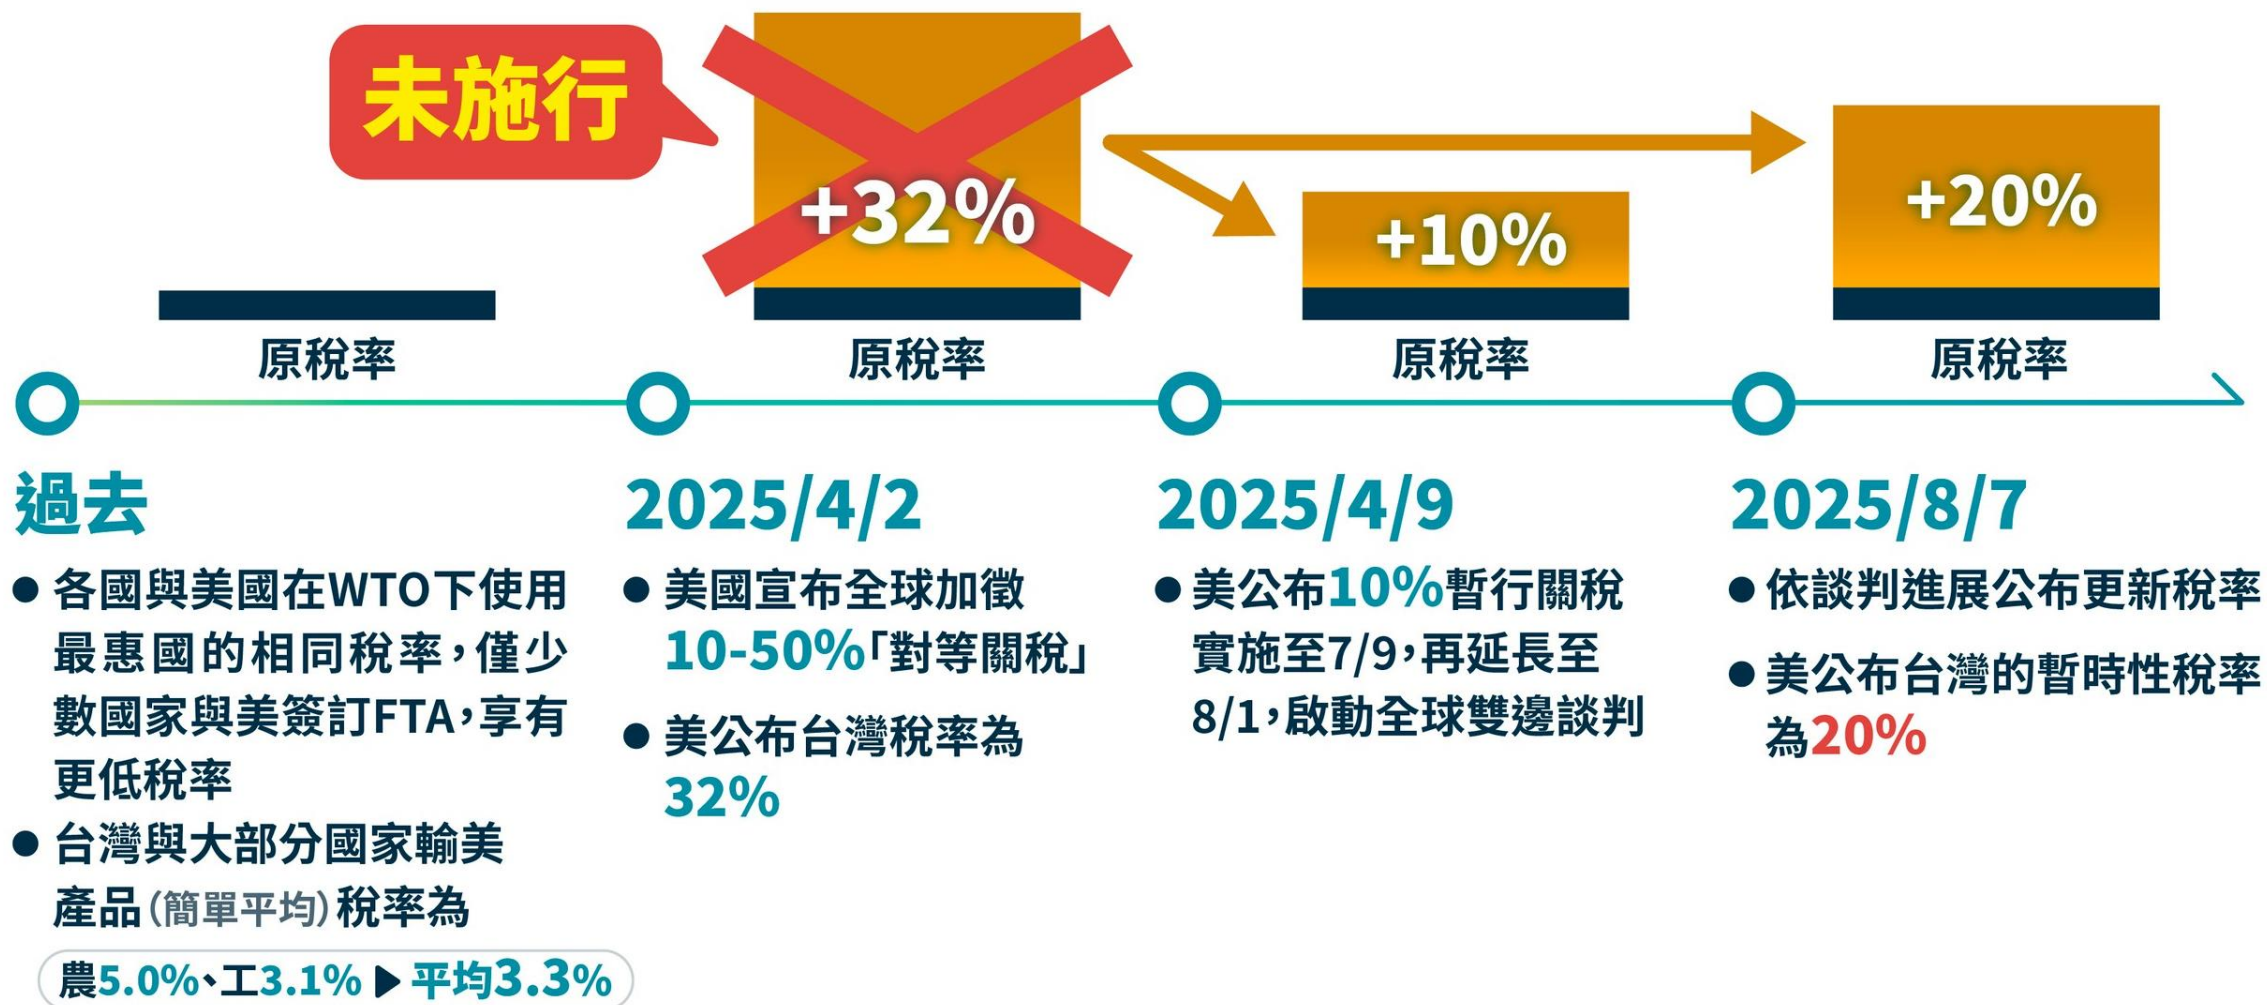 未施行
+32%
+10%
+20%
原稅率
原稅率
原稅率
原稅率
過去
●各國與美國在WTO下使用
最惠國的相同稅率，僅少
數國家與美簽訂FTA，享有
更低稅率
●台灣與大部分國家輸美
產品(簡單平均)稅率為
農5.0%、工3.1%▶平均3.3%
2025/4/2
●美國宣布全球加徵
10-50%「對等關稅」
●美公布台灣稅率為
32%
2025/4/9
●美公布10%暫行關稅
實施至7/9，再延長至
8/1，啟動全球雙邊談判
2025/8/7
●依談判進展公布更新稅率
●美公布台灣的暫時性稅率
為20%